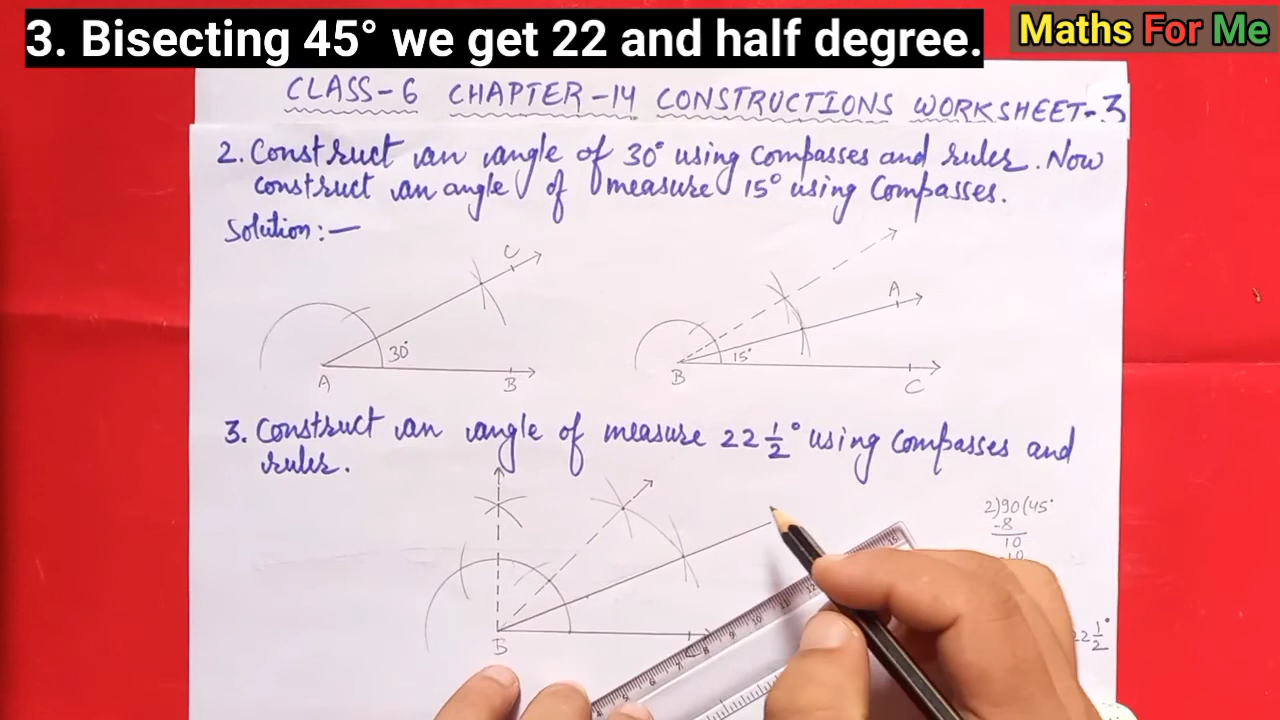 3. Bisecting 45° we get 22 and half degree.
Maths For Me
CLASS-6 CHAPTER-14 CONSTRUCTIONS WORKSHEET-3
2. Construct an angle of 30° using compasses and ruler. Now
construct an angle of measure 15° using compasses.
Solution:-
C
30°
A
B
A
15°
B
C
3. Construct an angle of measure 22 1/2° using compasses and
ruler.
2)90(45°
-8
10
10
22 1/2°
B